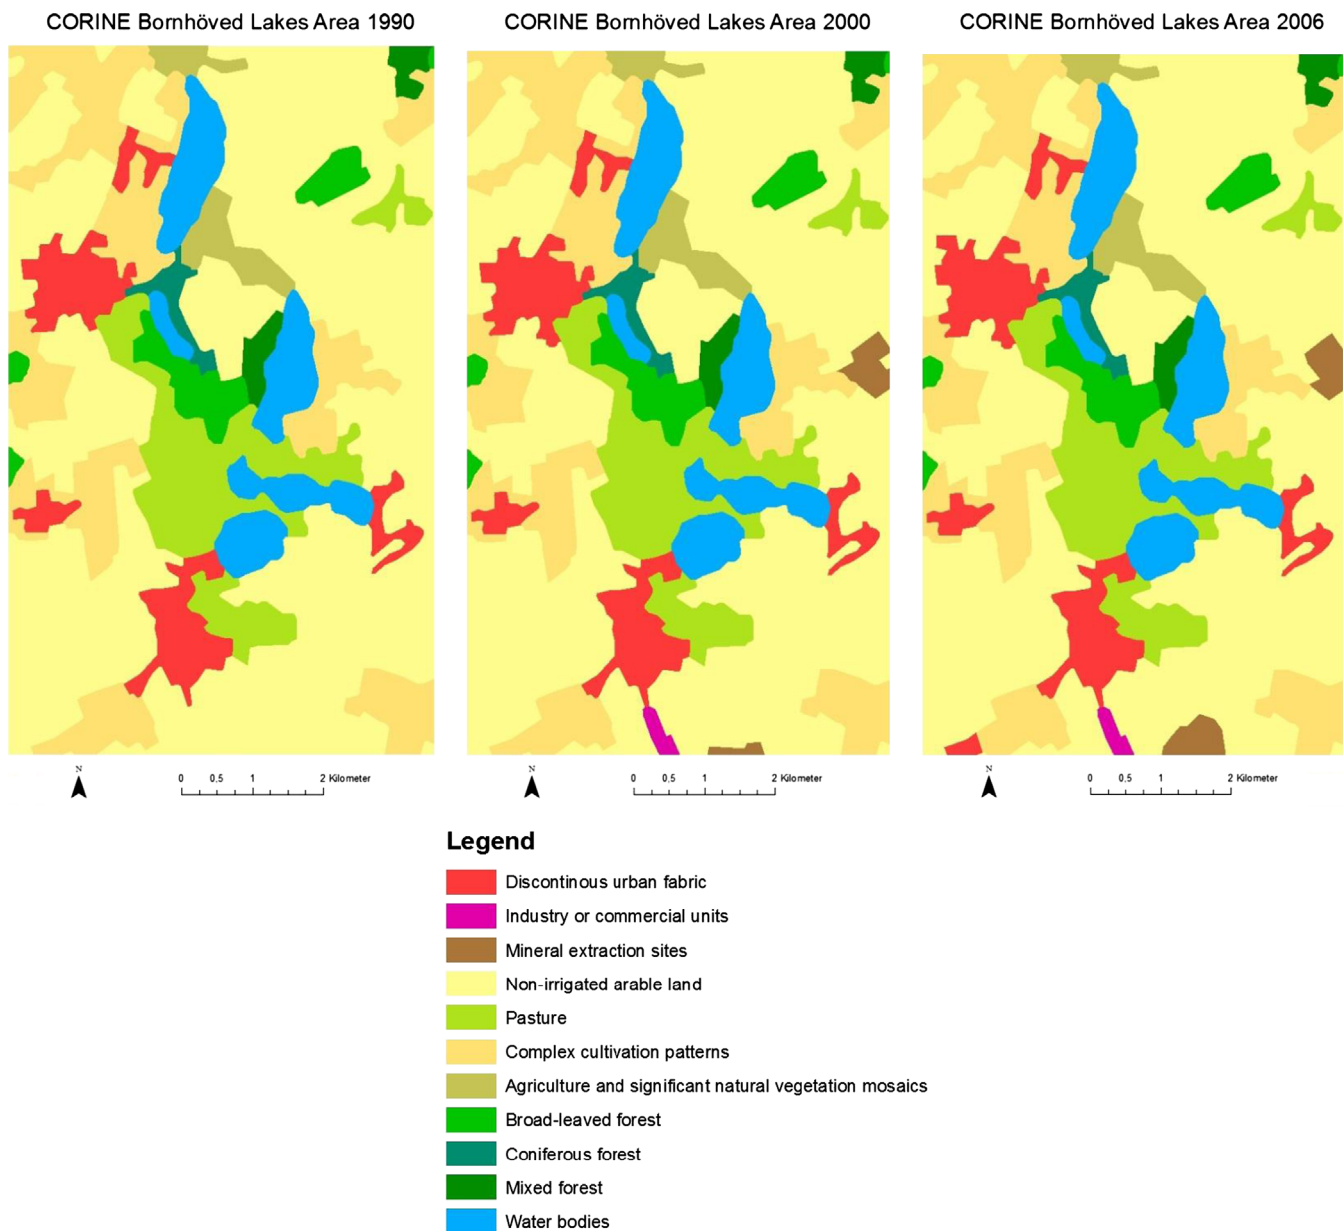 CORINE Bornhöved Lakes Area 1990
CORINE Bornhöved Lakes Area 2000
CORINE Bornhöved Lakes Area 2006
N
0 0,5 1 2 Kilometer
N
0 0,5 1 2 Kilometer
N
0 0,5 1 2 Kilometer
Legend
Discontinous urban fabric
Industry or commercial units
Mineral extraction sites
Non-irrigated arable land
Pasture
Complex cultivation patterns
Agriculture and significant natural vegetation mosaics
Broad-leaved forest
Coniferous forest
Mixed forest
Water bodies